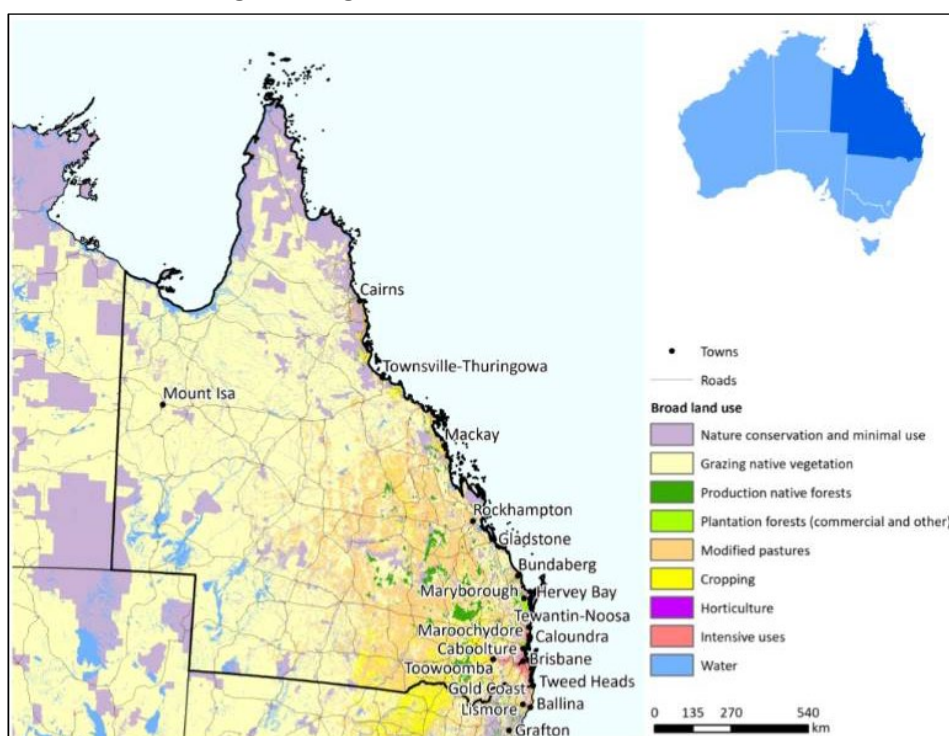 Cairns
Townsville-Thuringowa
Mount Isa
Mackay
Rockhampton
Gladstone
Bundaberg
Maryborough
Hervey Bay
Tewantin-Noosa
Maroochydore
Caloundra
Caboolture
Brisbane
Toowoomba
Tweed Heads
Gold Coast
Lismore
Ballina
Grafton
Towns
Roads
Broad land use
Nature conservation and minimal use
Grazing native vegetation
Production native forests
Plantation forests (commercial and other)
Modified pastures
Cropping
Horticulture
Intensive uses
Water
0 135 270 540
km